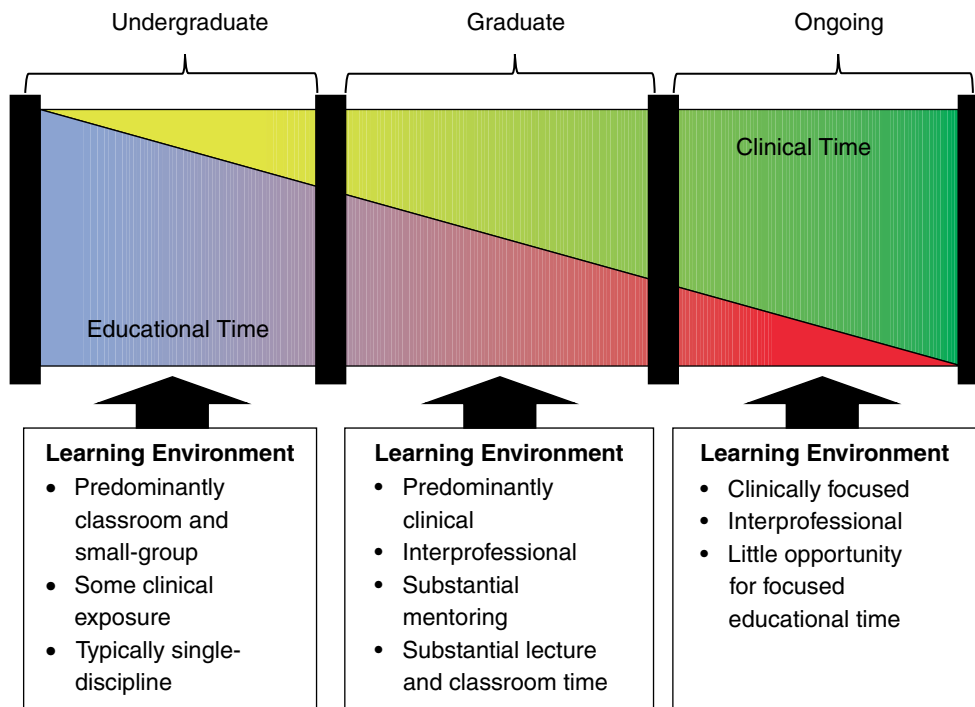 Undergraduate
Graduate
Ongoing
Clinical Time
Educational Time
Learning Environment
• Predominantly
classroom and
small-group
• Some clinical
exposure
• Typically single-
discipline
Learning Environment
• Predominantly
clinical
• Interprofessional
• Substantial
mentoring
• Substantial lecture
and classroom time
Learning Environment
• Clinically focused
• Interprofessional
• Little opportunity
for focused
educational time